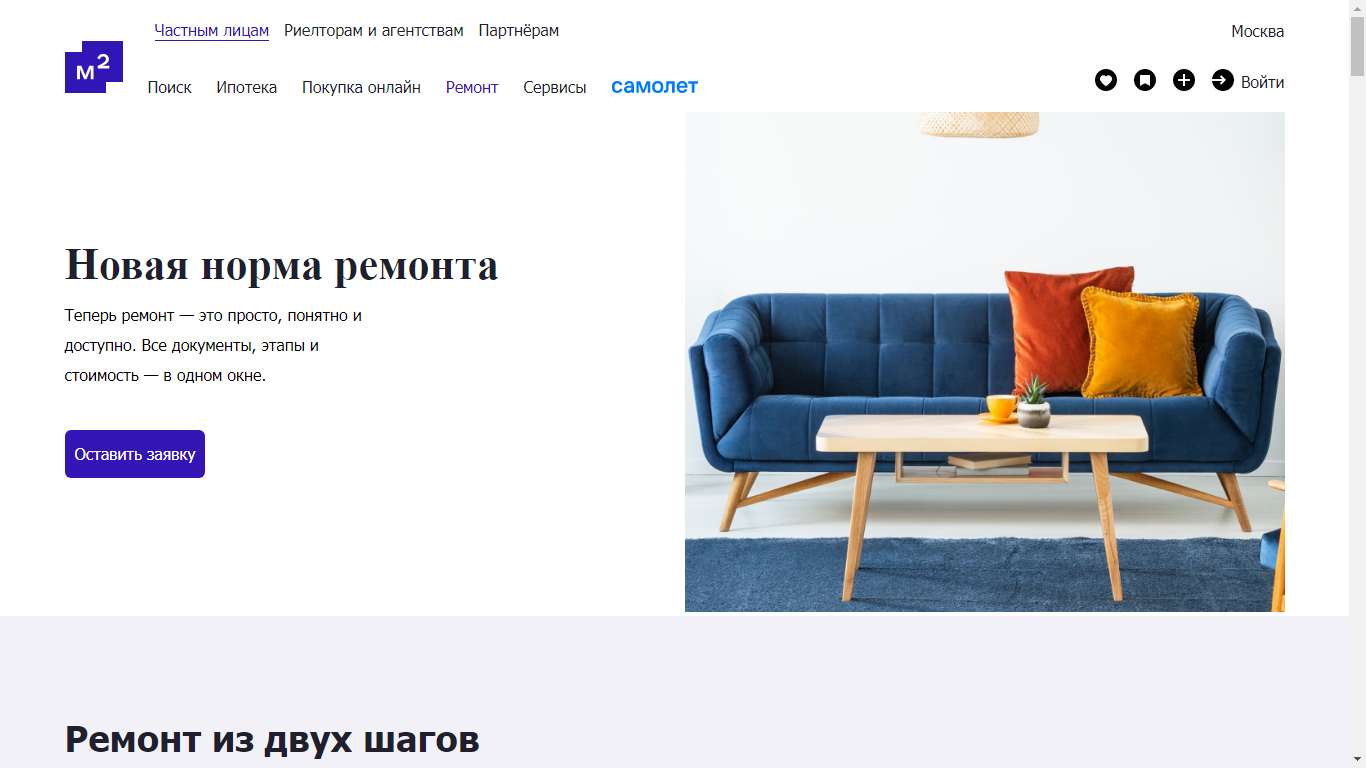 Частным лицам Риелторам и агентствам Партнёрам
Москва
м2
Поиск Ипотека Покупка онлайн Ремонт Сервисы самолет
Войти
Новая норма ремонта
Теперь ремонт — это просто, понятно и
доступно. Все документы, этапы и
стоимость — в одном окне.
Оставить заявку
Ремонт из двух шагов